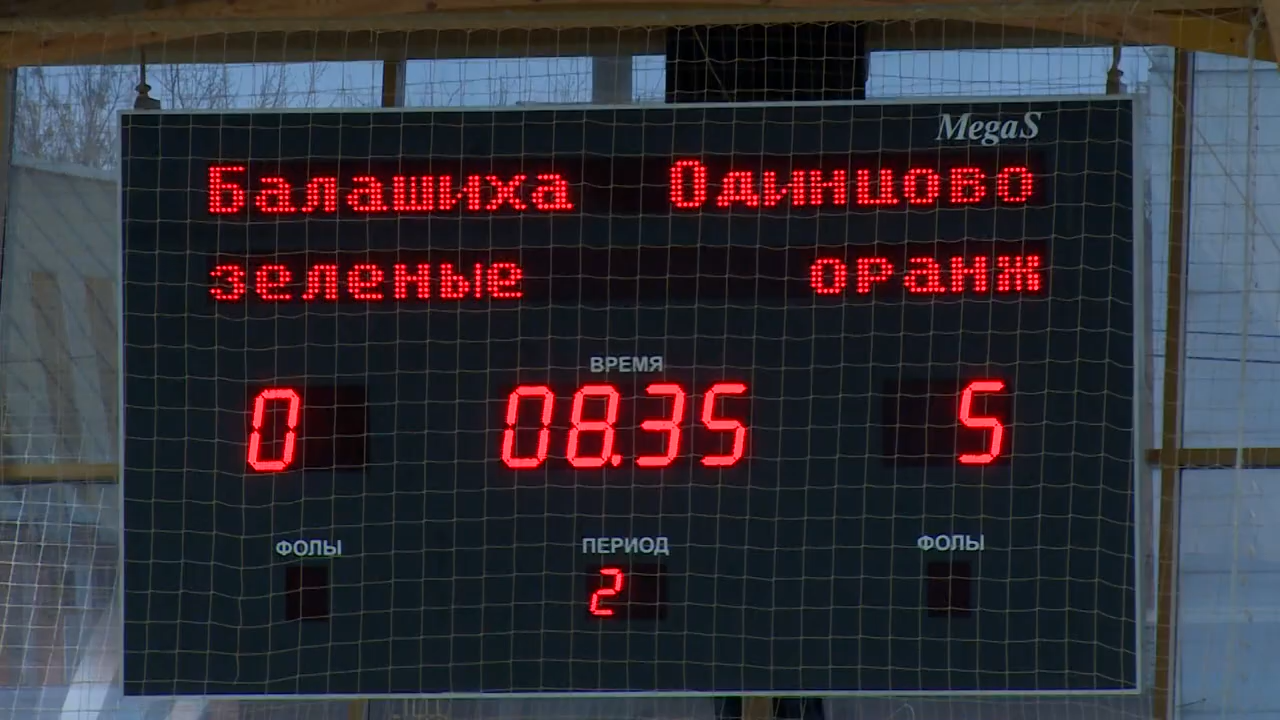 MegaS
Балашиха Одинцово
зеленые оранж
ВРЕМЯ
0 08.35 5
ФОЛЫ ПЕРИОД ФОЛЫ
2